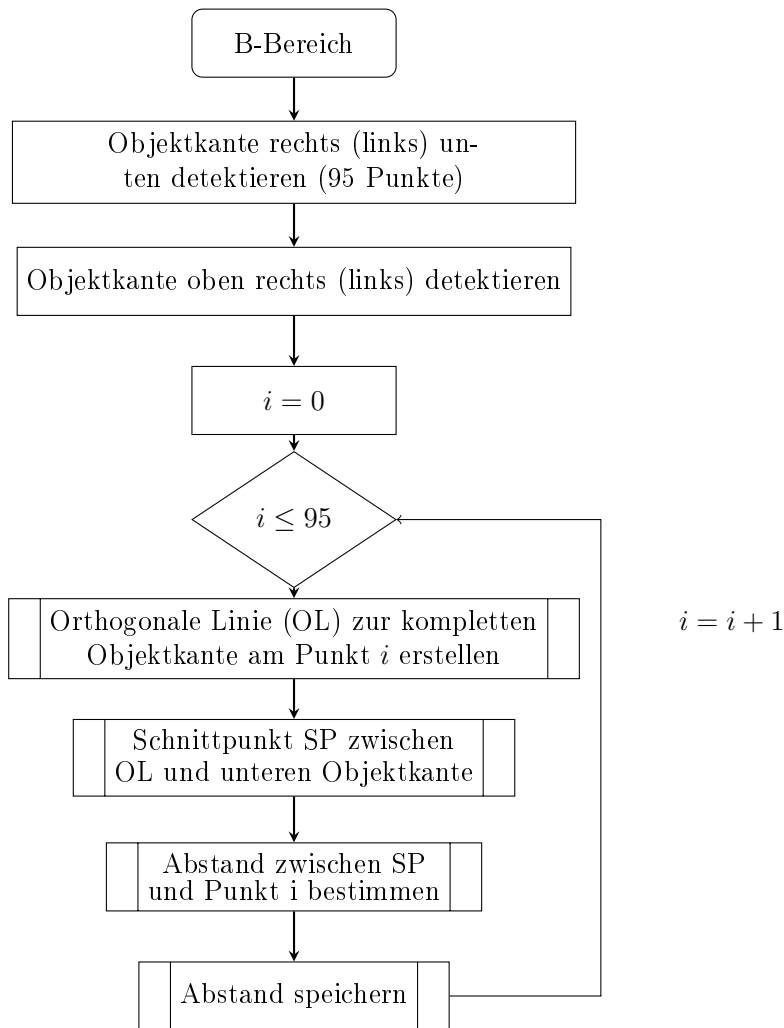 B-Bereich
Objektkante rechts (links) un-
ten detektieren (95 Punkte)
Objektkante oben rechts (links) detektieren
i = 0
i ≤ 95
Orthogonale Linie (OL) zur kompletten
Objektkante am Punkt i erstellen
i = i + 1
Schnittpunkt SP zwischen
OL und unteren Objektkante
Abstand zwischen SP
und Punkt i bestimmen
Abstand speichern